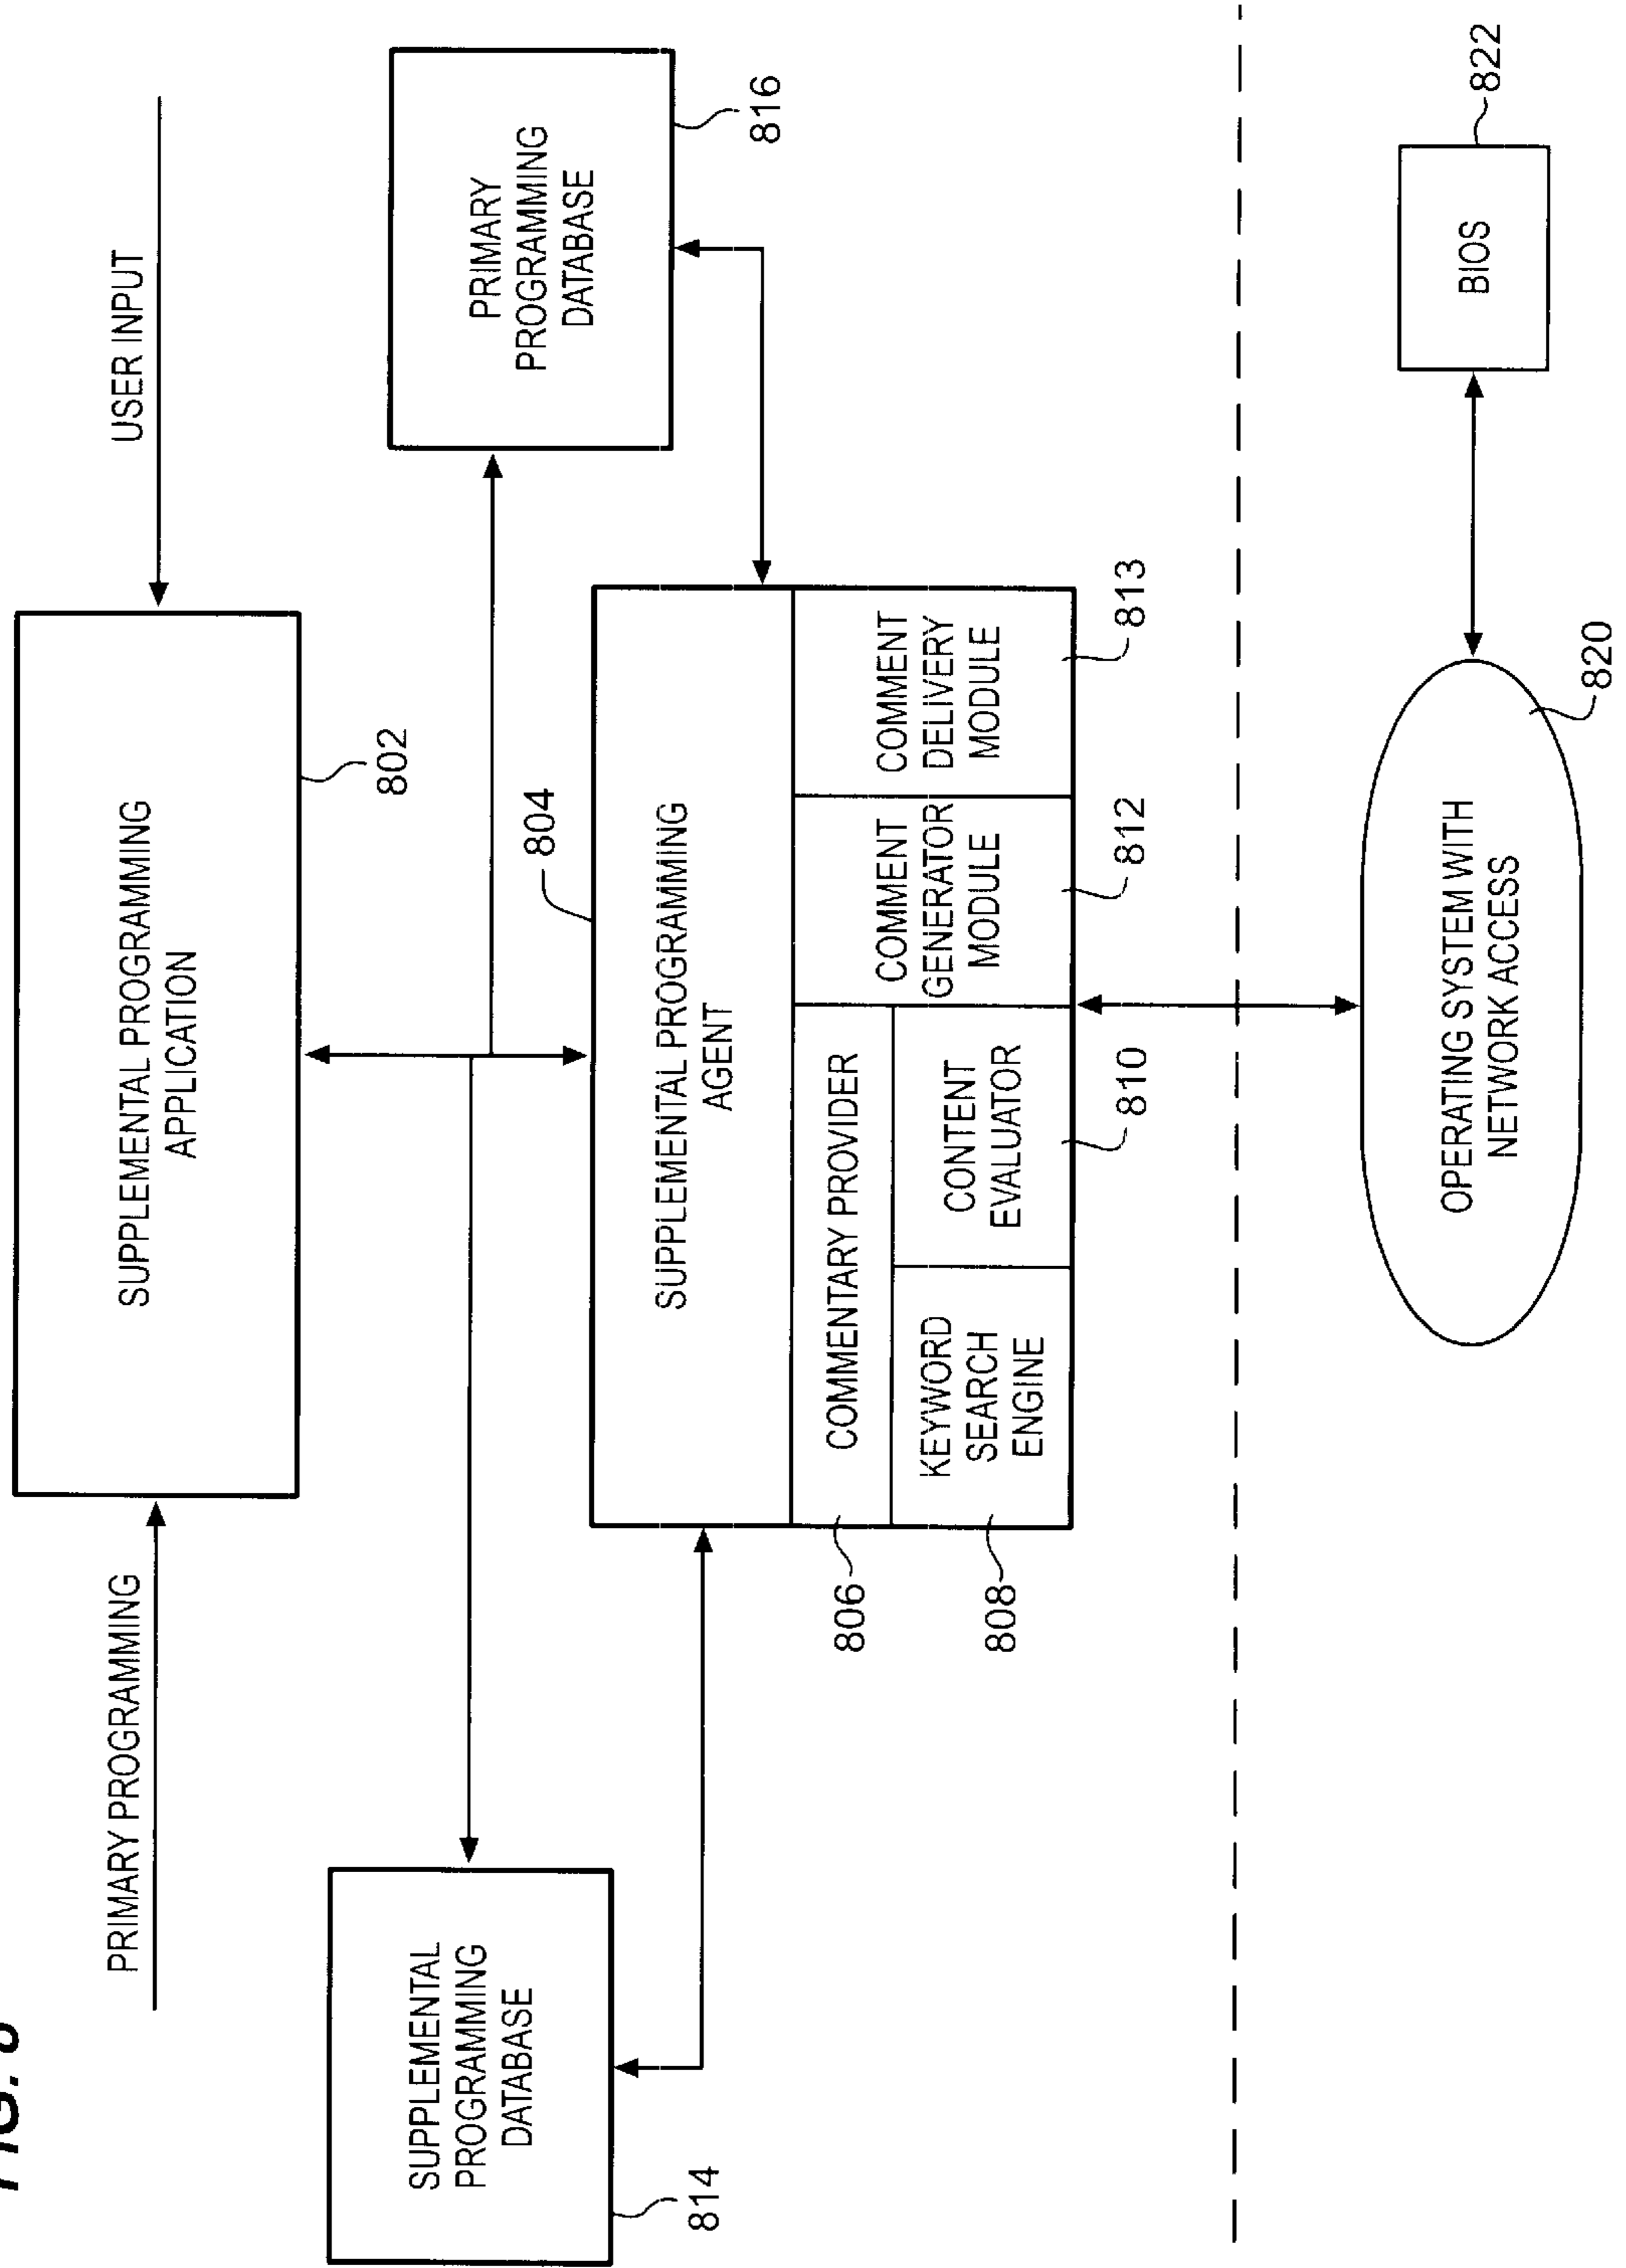 FIG. 8
PRIMARY PROGRAMMING
SUPPLEMENTAL PROGRAMMING
APPLICATION
802
USER INPUT
SUPPLEMENTAL
PROGRAMMING
DATABASE
814
PRIMARY
PROGRAMMING
DATABASE
816
804
SUPPLEMENTAL PROGRAMMING
AGENT
806
COMMENTARY PROVIDER
808
KEYWORD
SEARCH
ENGINE
CONTENT
EVALUATOR
810
COMMENT
GENERATOR
MODULE
812
COMMENT
DELIVERY
MODULE
813
OPERATING SYSTEM WITH
NETWORK ACCESS
820
BIOS
822